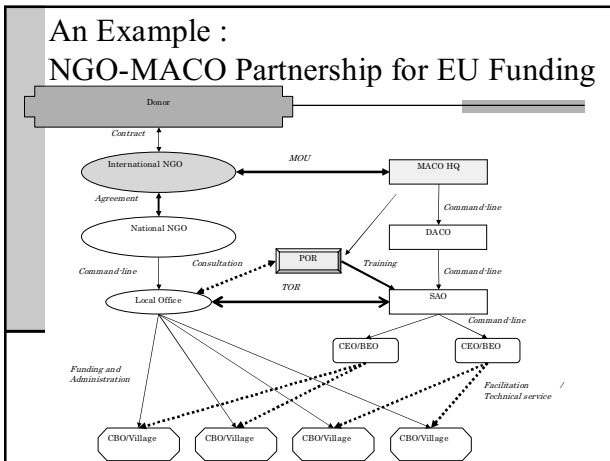 An Example :
NGO-MACO Partnership for EU Funding
Donor
Contract
International NGO
MOU
MACO HQ
Agreement
Command-line
National NGO
DACO
Command-line
Consultation
POR
Training
Command-line
Local Office
TOR
SAO
Command-line
CEO/BEO
CEO/BEO
Funding and
Administration
Facilitation /
Technical service
CBO/Village
CBO/Village
CBO/Village
CBO/Village